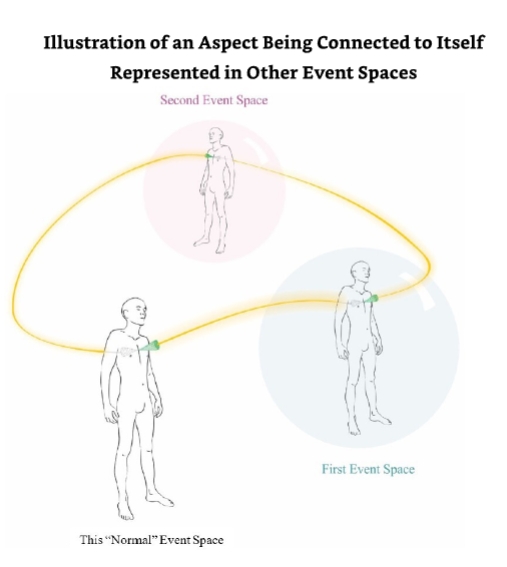 Illustration of an Aspect Being Connected to Itself
Represented in Other Event Spaces
Second Event Space
First Event Space
This “Normal” Event Space